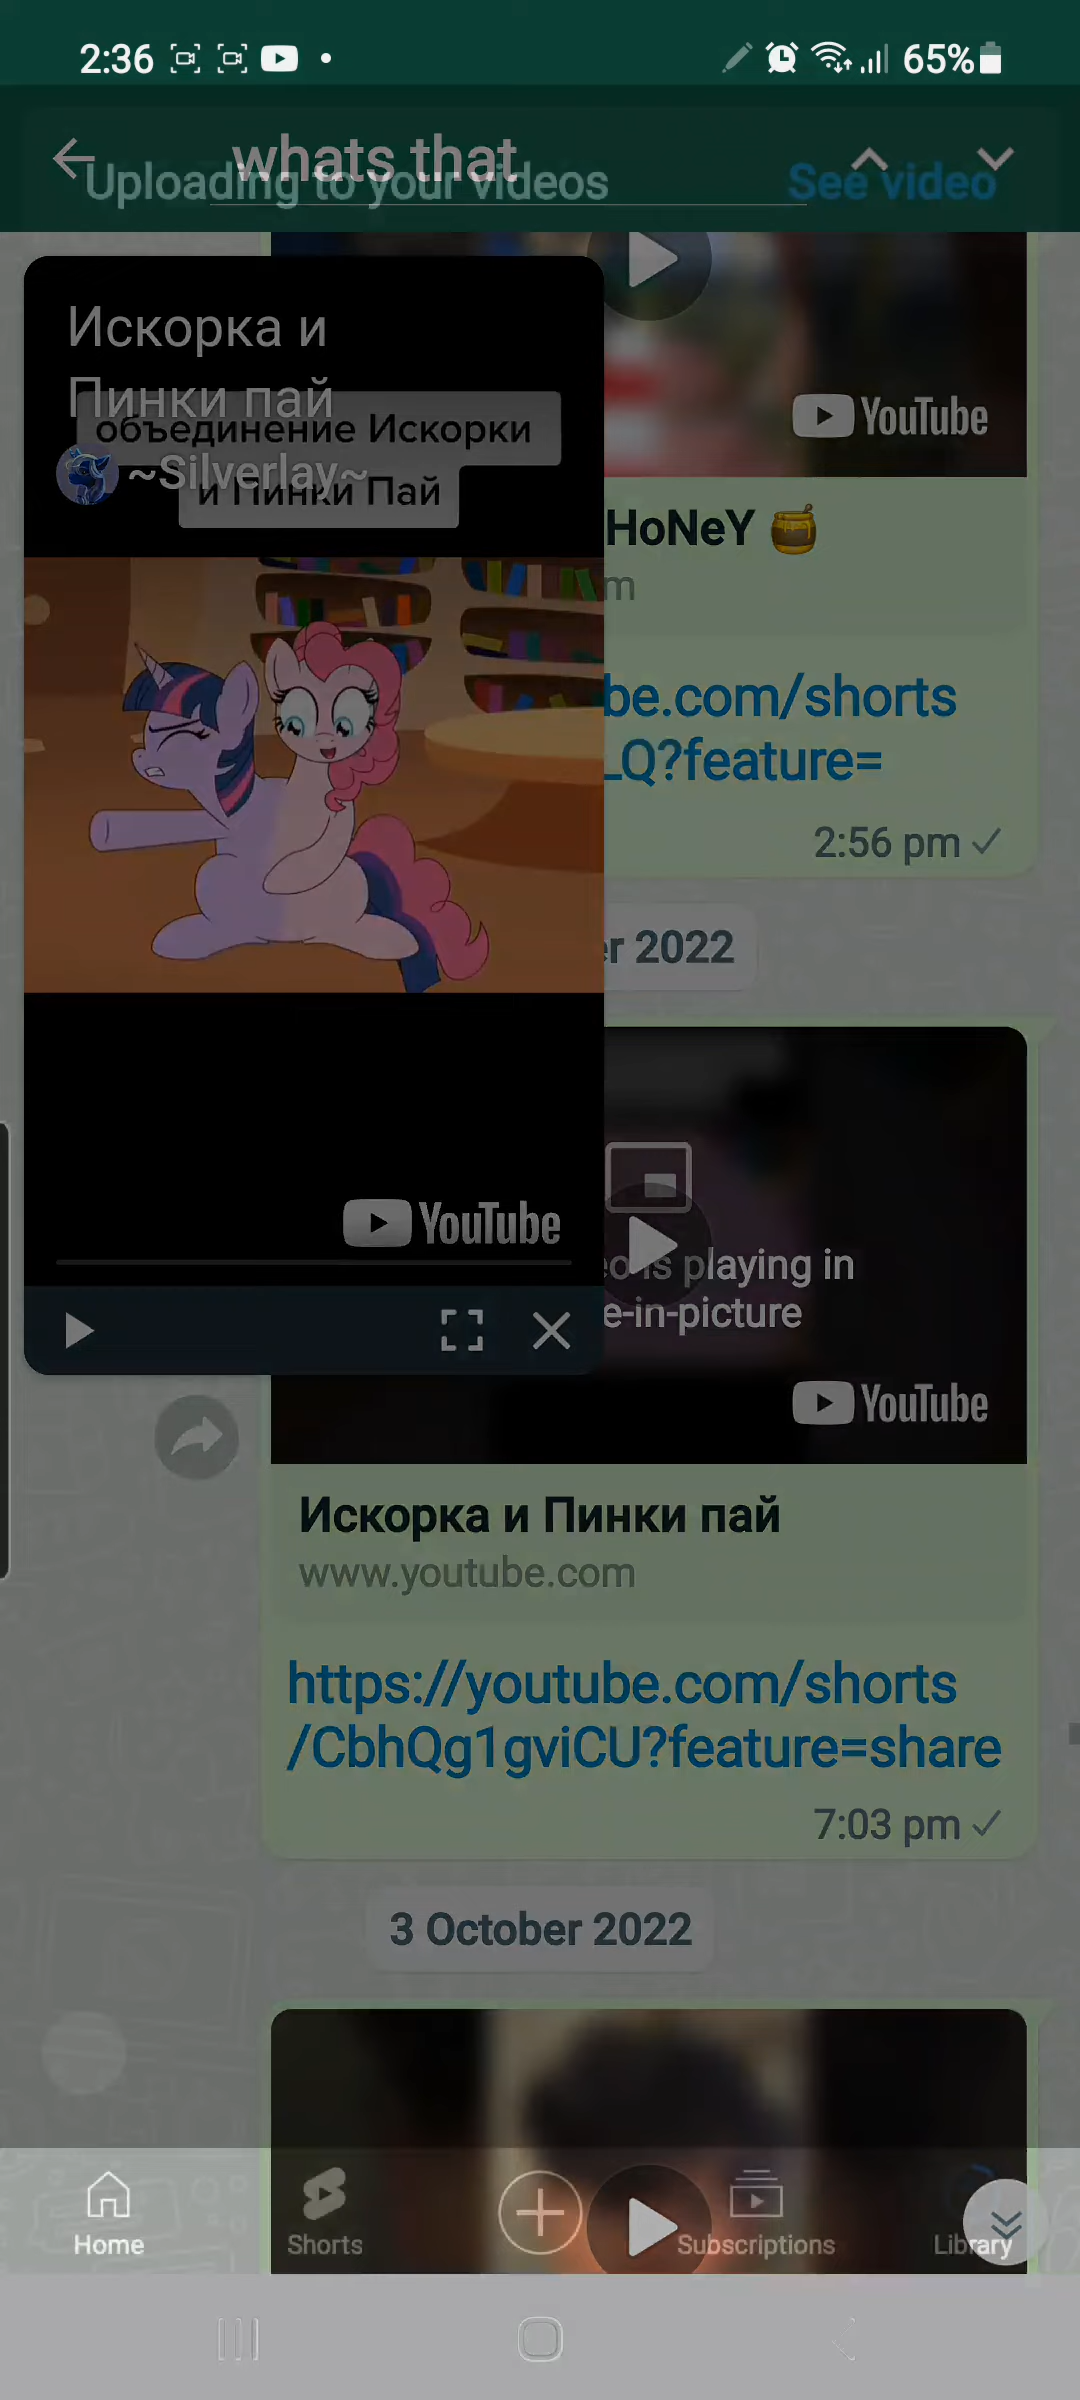 2:36
65%
whats that
Uploading to your videos
See video
Искорка и
Пинки пай
объединение Искорки
и Пинки Пай
~Silverlay~
YouTube
HoNeY 🍯
m
be.com/shorts
LQ?feature=
2:56 pm
r 2022
YouTube
is playing in
e-in-picture
YouTube
Искорка и Пинки пай
www.youtube.com
https://youtube.com/shorts
/CbhQg1gviCU?feature=share
7:03 pm
3 October 2022
Home
Shorts
Subscriptions
Library